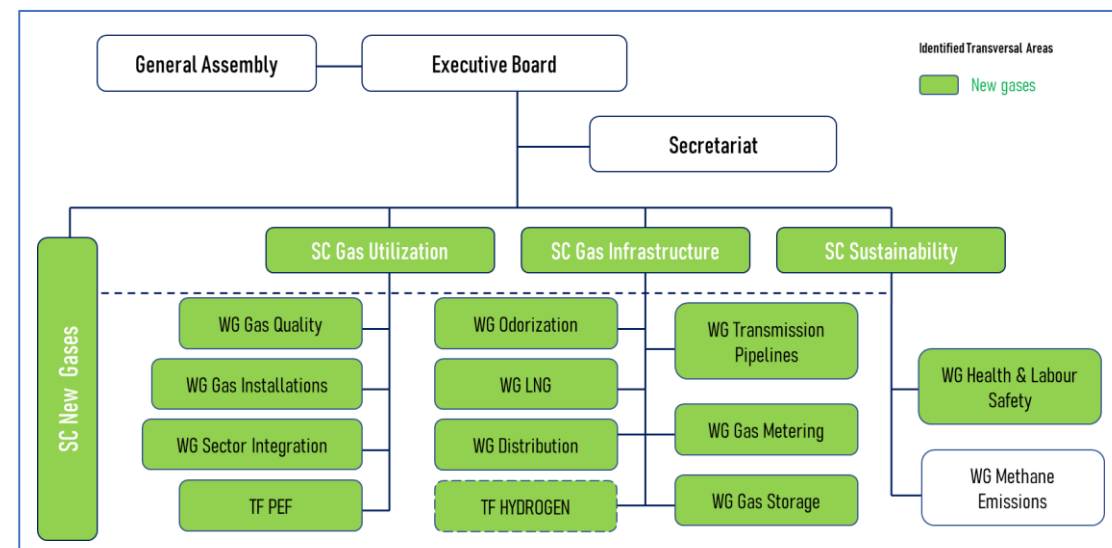 General Assembly
Executive Board
Identified Transversal Areas
New gases
Secretariat
SC New Gases
SC Gas Utilization
SC Gas Infrastructure
SC Sustainability
WG Gas Quality
WG Gas Installations
WG Sector Integration
TF PEF
WG Odorization
WG LNG
WG Distribution
TF HYDROGEN
WG Transmission
Pipelines
WG Gas Metering
WG Gas Storage
WG Health & Labour
Safety
WG Methane
Emissions